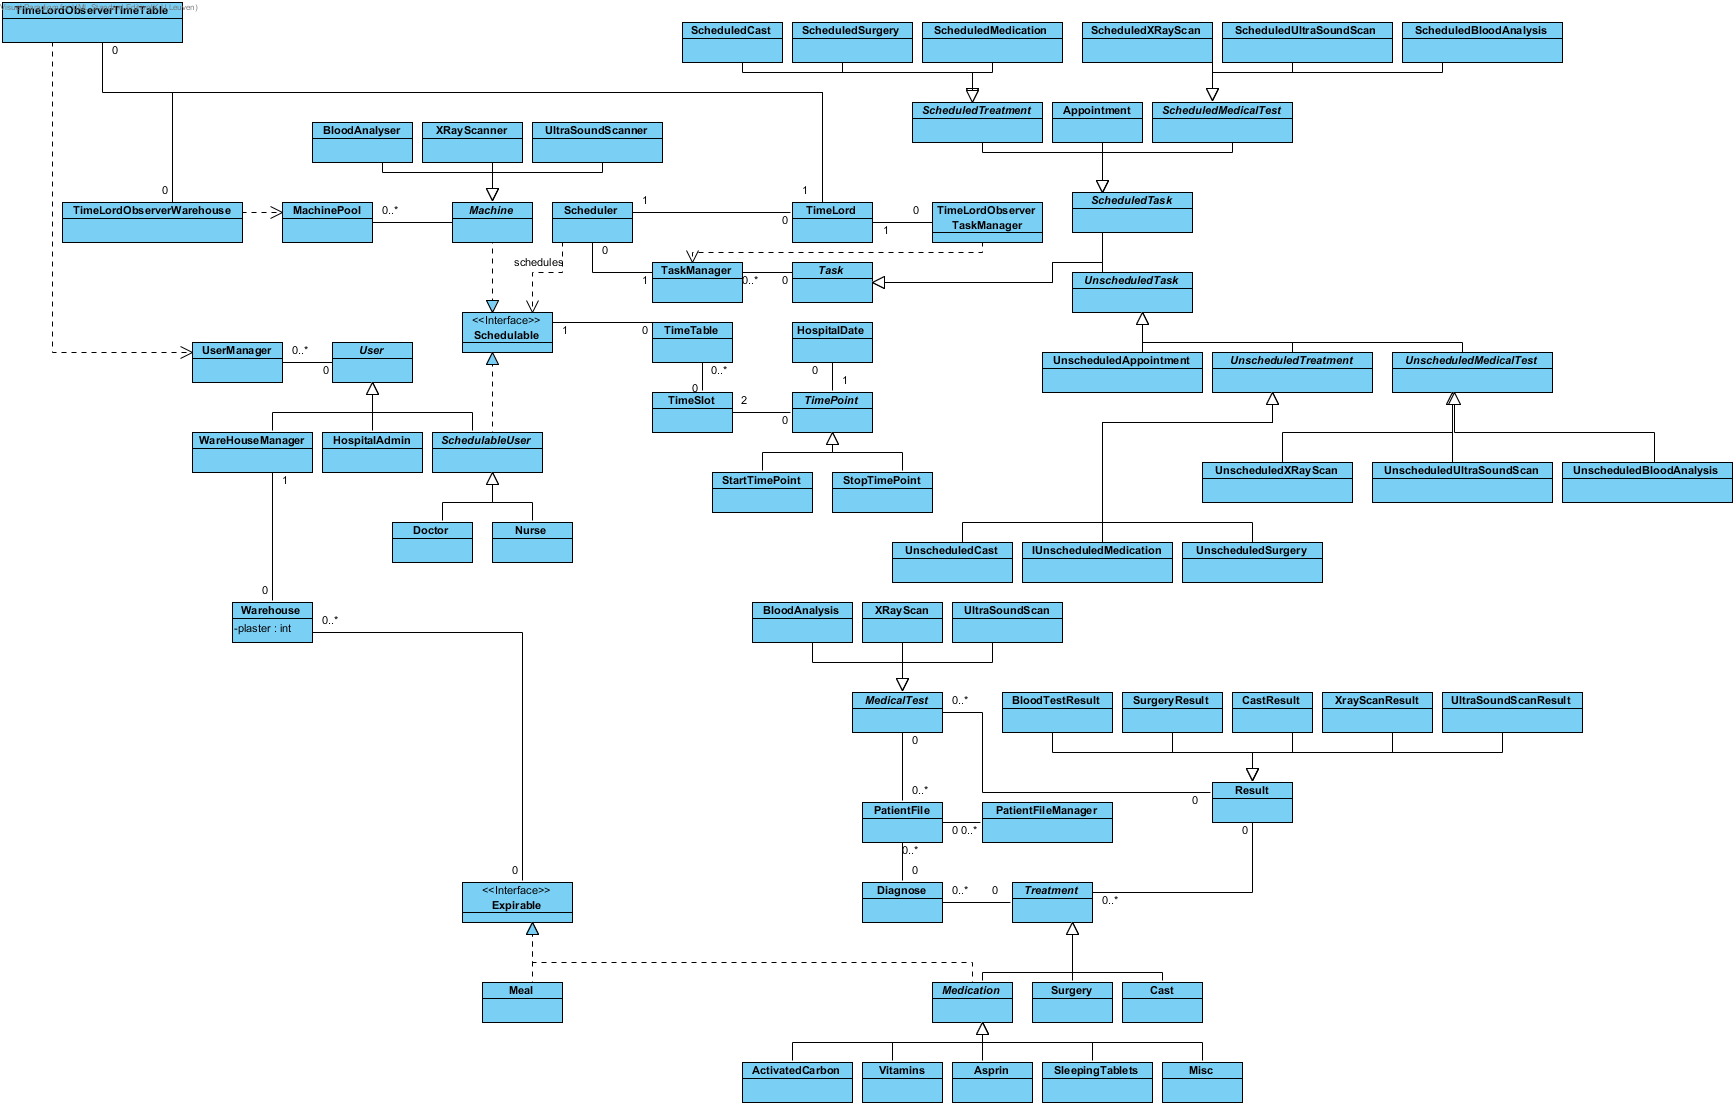 TimeLordObserverTimeTable
0
ScheduledCast
ScheduledSurgery
ScheduledMedication
ScheduledXRayScan
ScheduledUltraSoundScan
ScheduledBloodAnalysis
ScheduledTreatment
Appointment
ScheduledMedicalTest
BloodAnalyser
XRayScanner
UltraSoundScanner
0
1
TimeLordObserverWarehouse
MachinePool
0..*
Machine
Scheduler
1
0
TimeLord
0
1
TimeLordObserver
TaskManager
ScheduledTask
0
schedules
1
TaskManager
0..*
0
Task
UnscheduledTask
<<Interface>>
Schedulable
1
0
TimeTable
HospitalDate
UserManager
0..*
0
User
0..*
0
0
1
UnscheduledAppointment
UnscheduledTreatment
UnscheduledMedicalTest
TimeSlot
2
0
TimePoint
WareHouseManager
HospitalAdmin
SchedulableUser
1
StartTimePoint
StopTimePoint
UnscheduledXRayScan
UnscheduledUltraSoundScan
UnscheduledBloodAnalysis
Doctor
Nurse
UnscheduledCast
IUnscheduledMedication
UnscheduledSurgery
0
Warehouse
-plaster : int
0..*
BloodAnalysis
XRayScan
UltraSoundScan
MedicalTest
0..*
0
BloodTestResult
SurgeryResult
CastResult
XrayScanResult
UltraSoundScanResult
0..*
0
Result
0
PatientFile
0 0..*
PatientFileManager
0..*
0
0
<<Interface>>
Expirable
Diagnose
0..*
0
Treatment
0..*
Meal
Medication
Surgery
Cast
ActivatedCarbon
Vitamins
Asprin
SleepingTablets
Misc